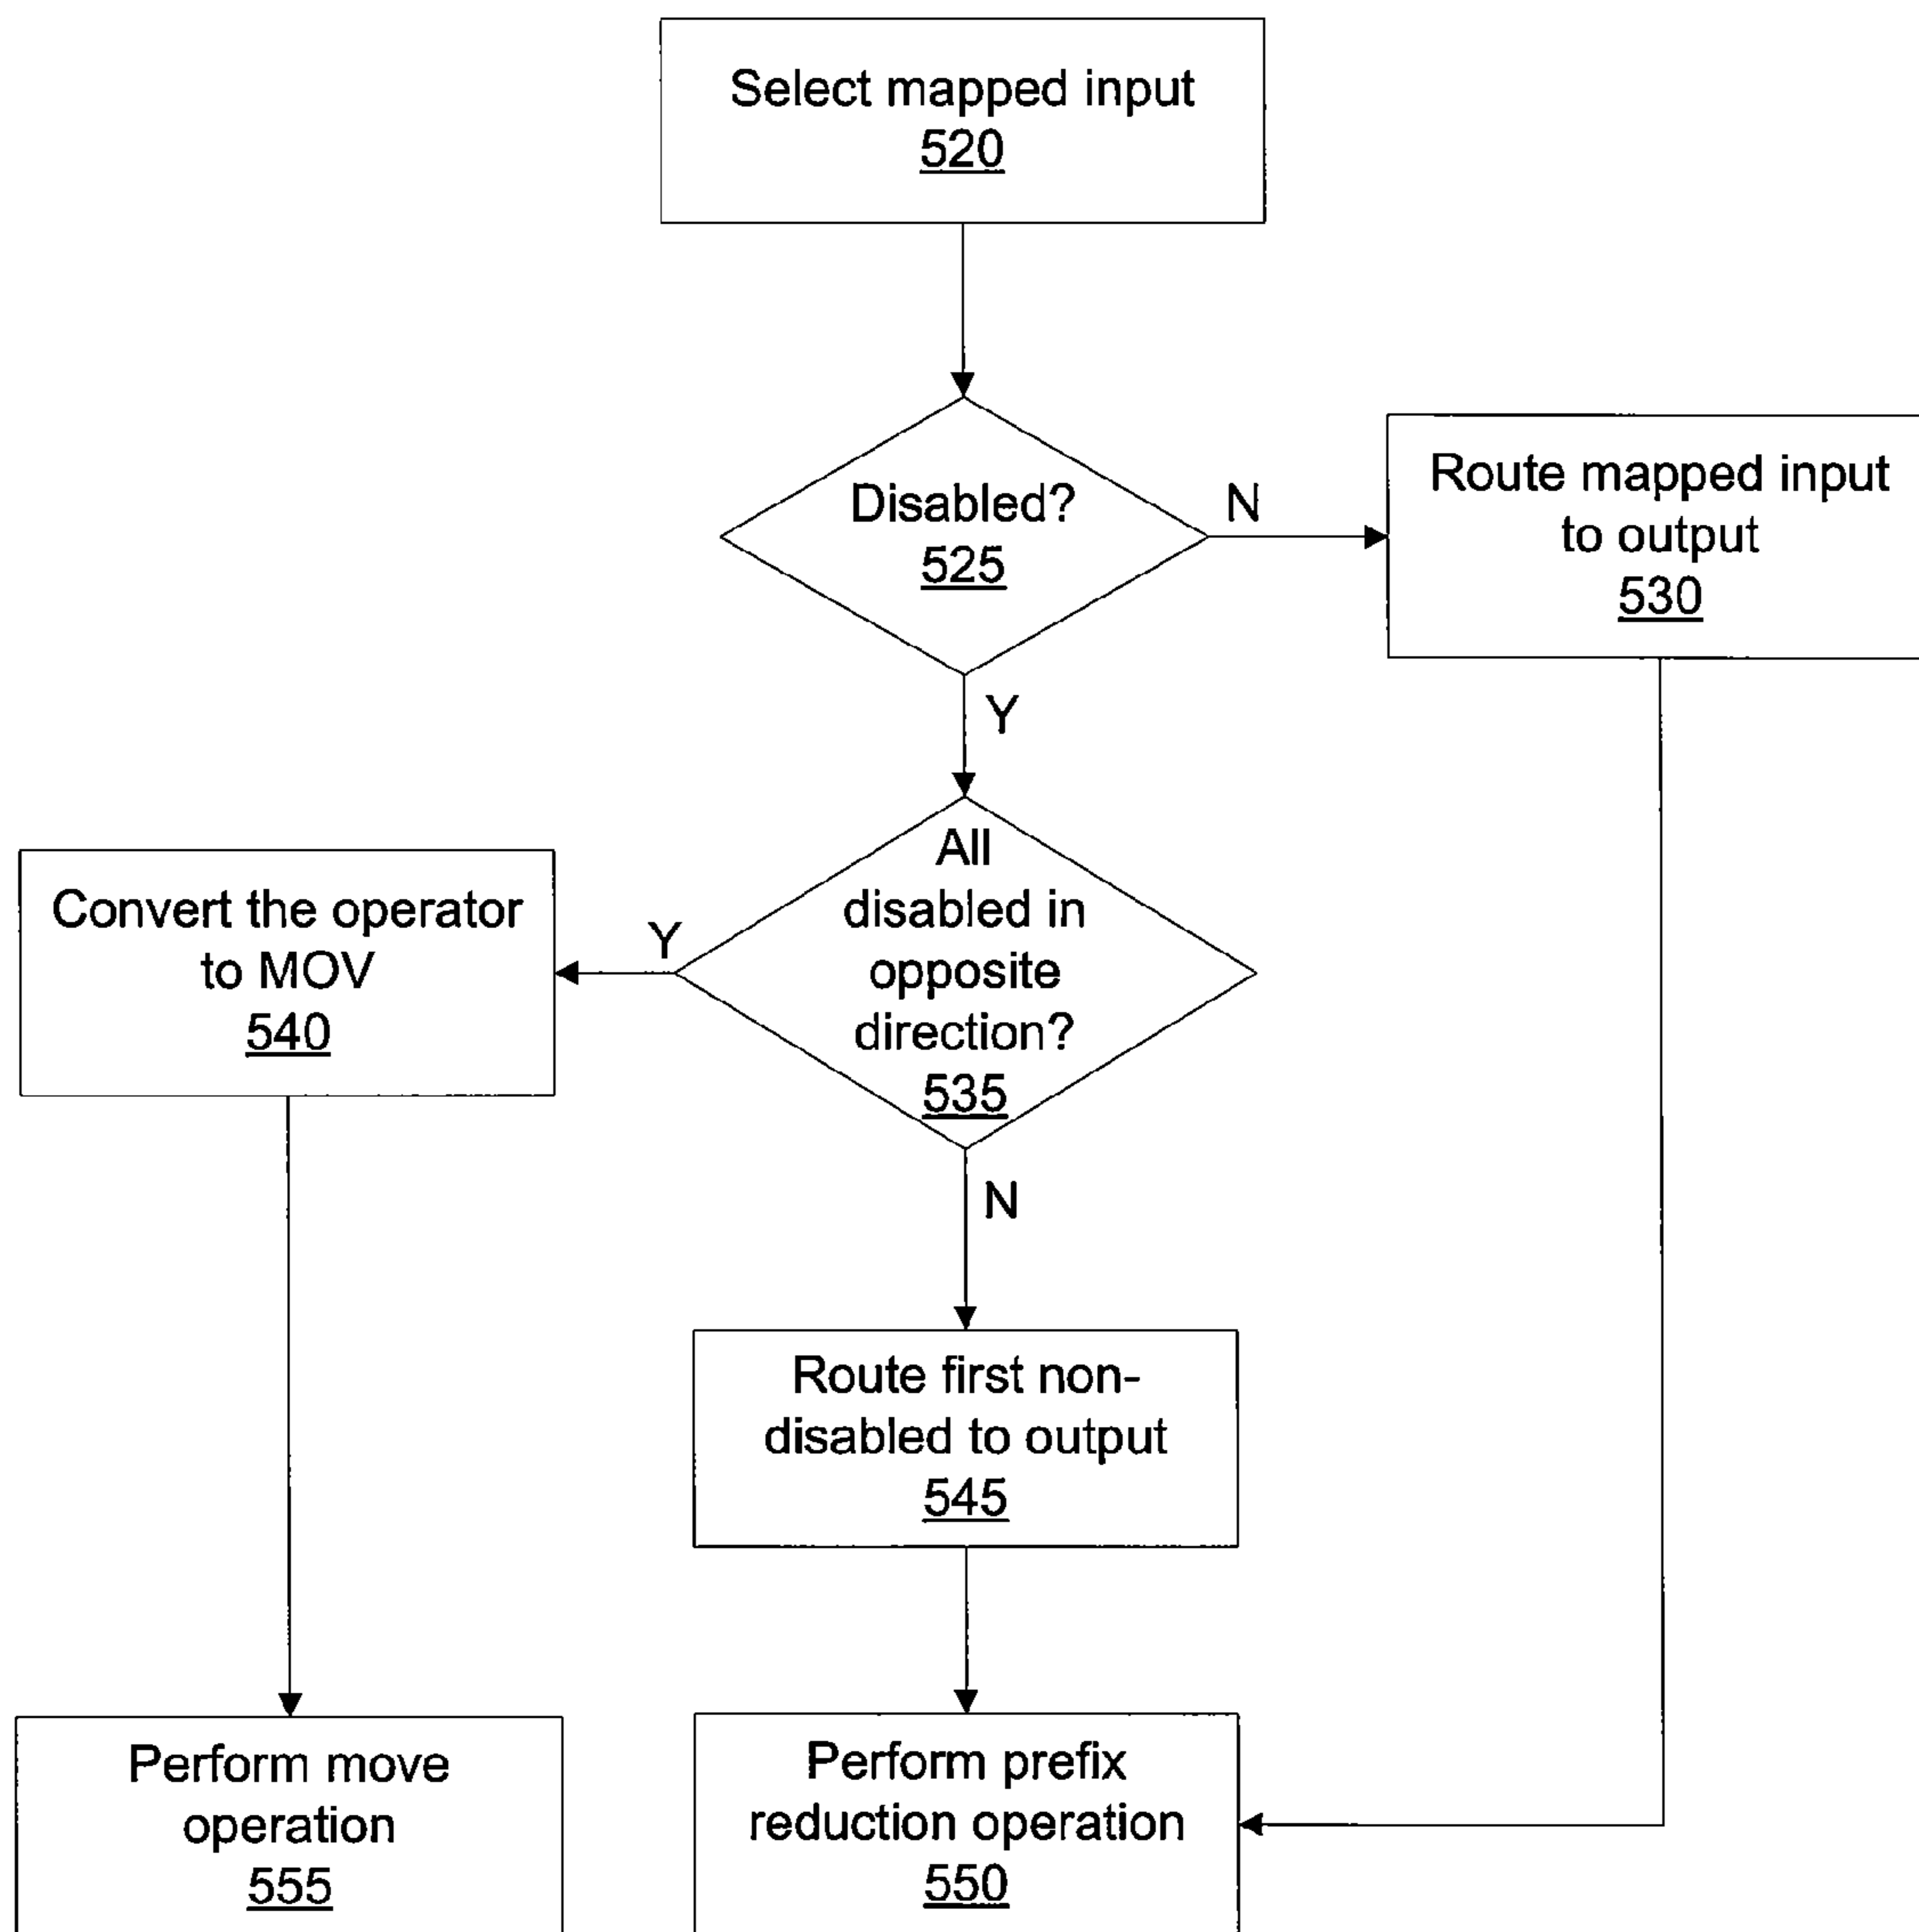 Select mapped input
520
Disabled?
525
N
Route mapped input
to output
530
Y
All
disabled in
opposite
direction?
535
Y
Convert the operator
to MOV
540
N
Route first non-
disabled to output
545
Perform move
operation
555
Perform prefix
reduction operation
550